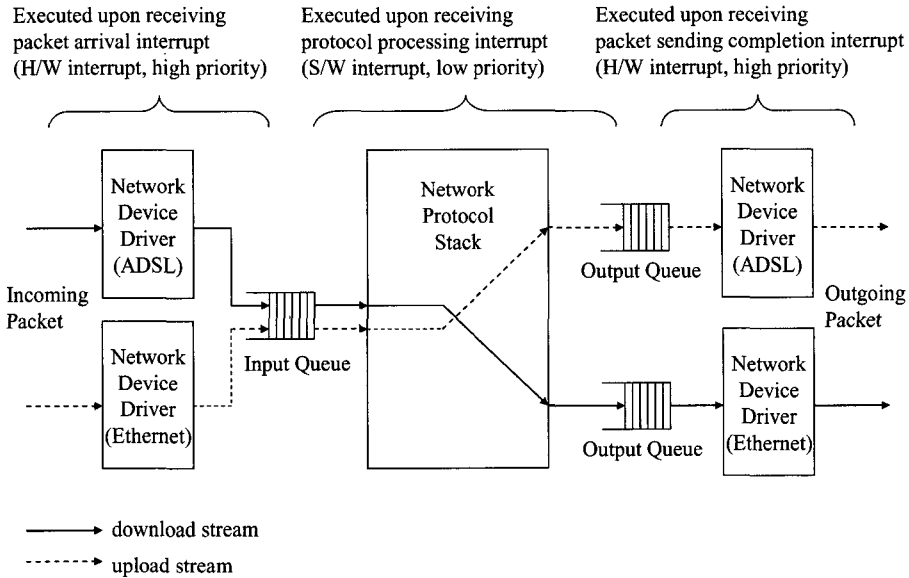 Executed upon receiving
packet arrival interrupt
(H/W interrupt, high priority)
Executed upon receiving
protocol processing interrupt
(S/W interrupt, low priority)
Executed upon receiving
packet sending completion interrupt
(H/W interrupt, high priority)
Network
Device
Driver
(ADSL)
Incoming
Packet
Network
Device
Driver
(Ethernet)
Input Queue
Network
Protocol
Stack
Output Queue
Output Queue
Network
Device
Driver
(ADSL)
Outgoing
Packet
Network
Device
Driver
(Ethernet)
download stream
upload stream